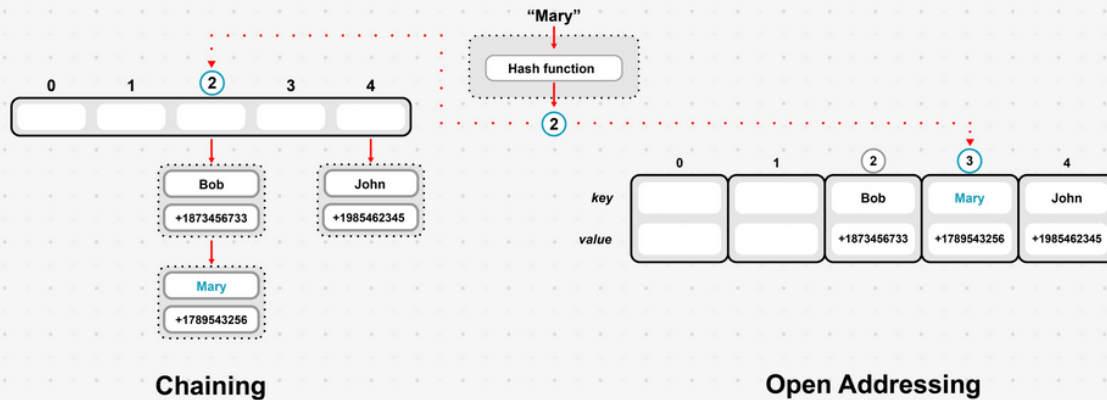 “Mary”
Hash function
2
0 1 2 3 4
Bob
+1873456733
John
+1985462345
Mary
+1789543256
Chaining
0 1 2 3 4
key Bob Mary John
value +1873456733 +1789543256 +1985462345
Open Addressing